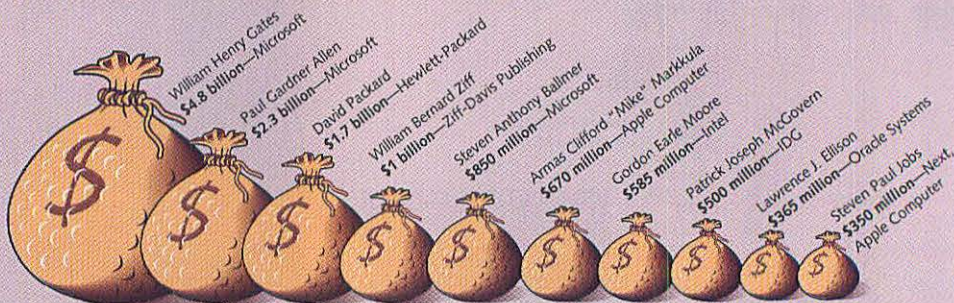 William Henry Gates
$4.8 billion—Microsoft
Paul Gardner Allen
$2.3 billion—Microsoft
David Packard
$1.7 billion—Hewlett-Packard
William Bernard Ziff
$1 billion—Ziff-Davis Publishing
Steven Anthony Ballmer
$850 million—Microsoft
Armas Clifford "Mike" Markkula
$670 million—Apple Computer
Gordon Earle Moore
$585 million—Intel
Patrick Joseph McGovern
$500 million—IDG
Lawrence J. Ellison
$365 million—Oracle Systems
Steven Paul Jobs
$350 million—Next,
Apple Computer
$
$
$
$
$
$
$
$
$
$